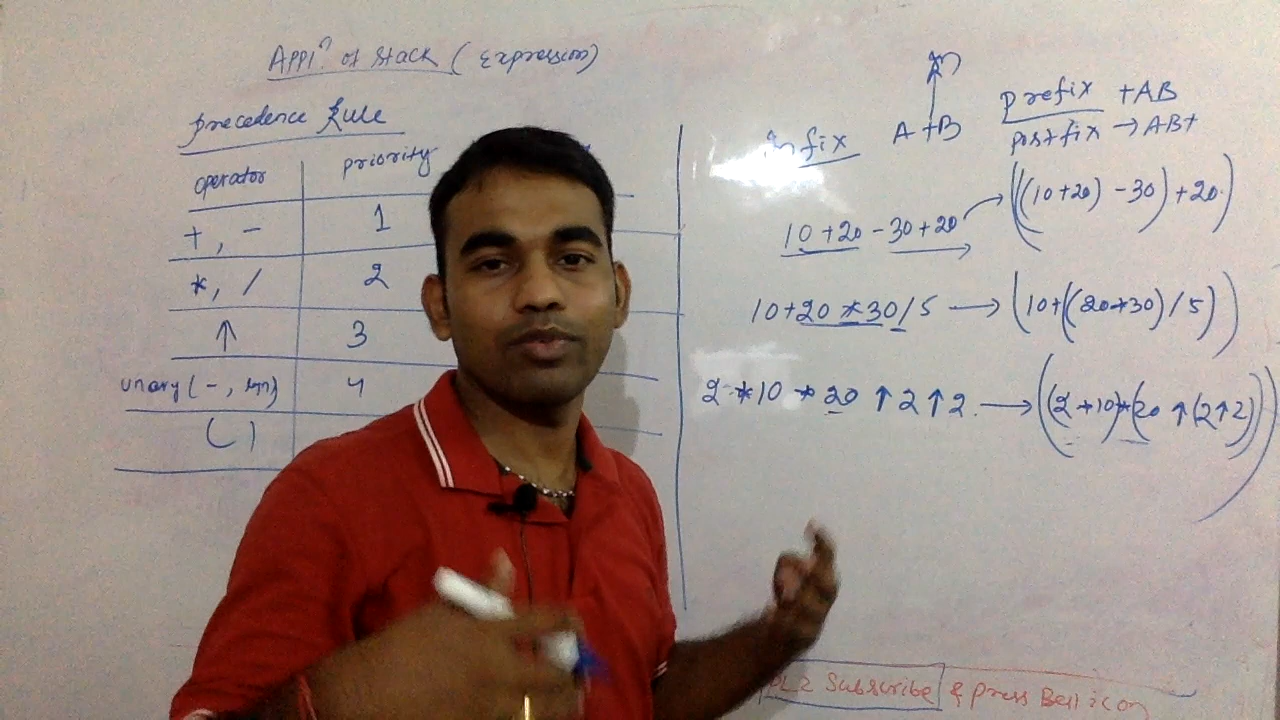 Appl? of Stack (Expression)
Precedence Rule
operator priority
+, - 1
*, / 2
↑ 3
unary (-, 4
( )
Infix A + B
prefix +AB
postfix → AB+
10 + 20 - 30 + 20 → (((10+20) - 30) + 20)
10 + 20 * 30 / 5 → (10 + ((20*30) / 5))
2 * 10 * 20 ↑ 2 ↑ 2 → ((2 * 10) * (20 ↑ (2 ↑ 2)))
PLZ Subscribe & press Bell icon